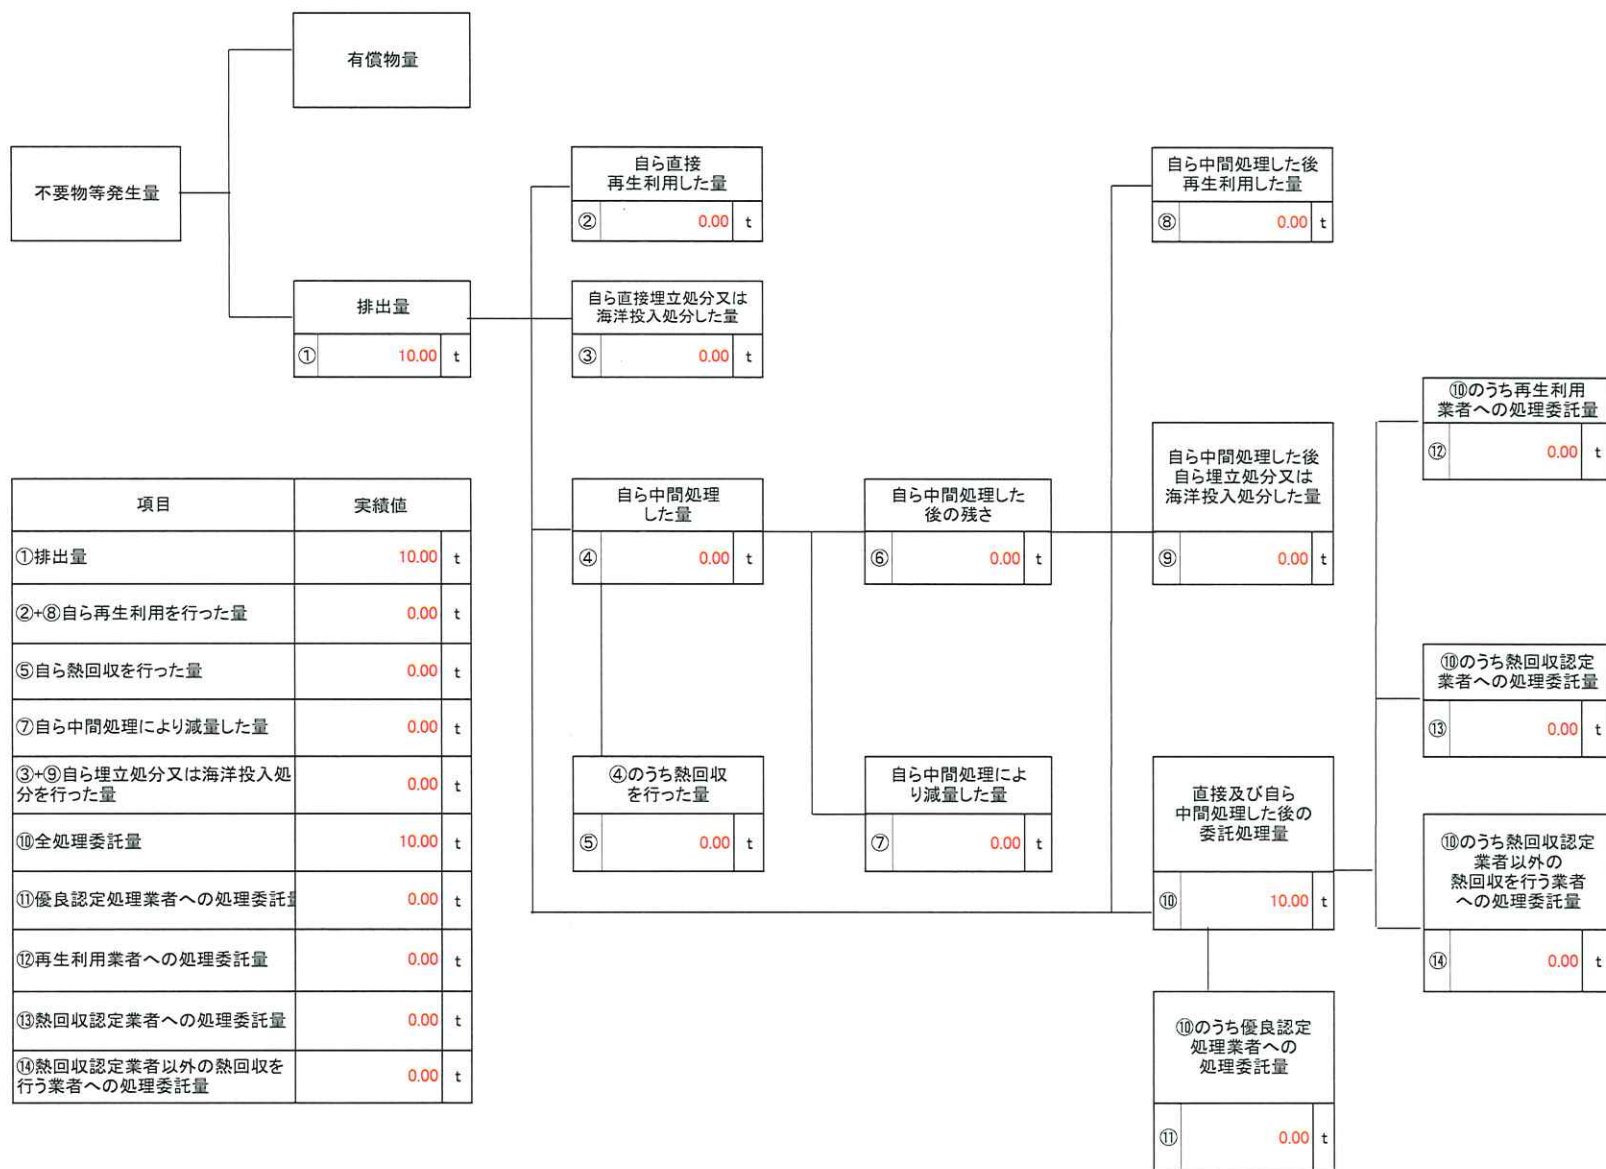 有償物量
不要物等発生量
自ら直接
再生利用した量
② 0.00 t
自ら中間処理した後
再生利用した量
⑧ 0.00 t
排出量
① 10.00 t
自ら直接埋立処分又は
海洋投入処分した量
③ 0.00 t
⑩のうち再生利用
業者への処理委託量
⑫ 0.00 t
自ら中間処理
した量
④ 0.00 t
自ら中間処理した
後の残さ
⑥ 0.00 t
自ら中間処理した後
自ら埋立処分又は
海洋投入処分した量
⑨ 0.00 t
⑩のうち熱回収認定
業者への処理委託量
⑬ 0.00 t
④のうち熱回収
を行った量
⑤ 0.00 t
自ら中間処理によ
り減量した量
⑦ 0.00 t
直接及び自ら
中間処理した後の
委託処理量
⑩ 10.00 t
⑩のうち熱回収認定
業者以外の
熱回収を行う業者
への処理委託量
⑭ 0.00 t
⑩のうち優良認定
処理業者への
処理委託量
⑪ 0.00 t
項目 実績値
①排出量 10.00 t
②+⑧自ら再生利用を行った量 0.00 t
⑤自ら熱回収を行った量 0.00 t
⑦自ら中間処理により減量した量 0.00 t
③+⑨自ら埋立処分又は海洋投入処
分を行った量 0.00 t
⑩全処理委託量 10.00 t
⑪優良認定処理業者への処理委託量 0.00 t
⑫再生利用業者への処理委託量 0.00 t
⑬熱回収認定業者への処理委託量 0.00 t
⑭熱回収認定業者以外の熱回収を
行う業者への処理委託量 0.00 t